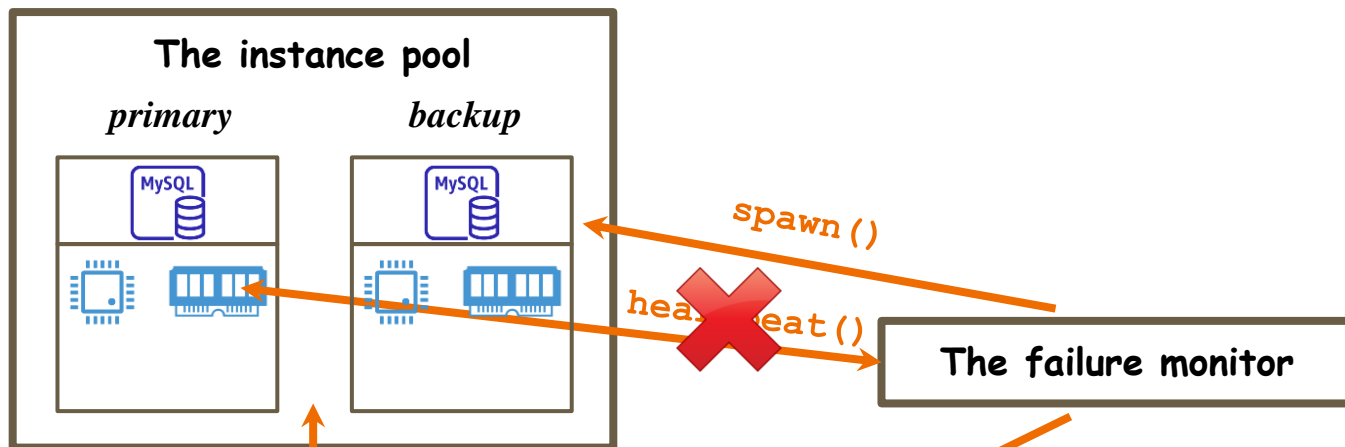 The instance pool
primary
backup
MySQL
MySQL
spawn()
The failure monitor